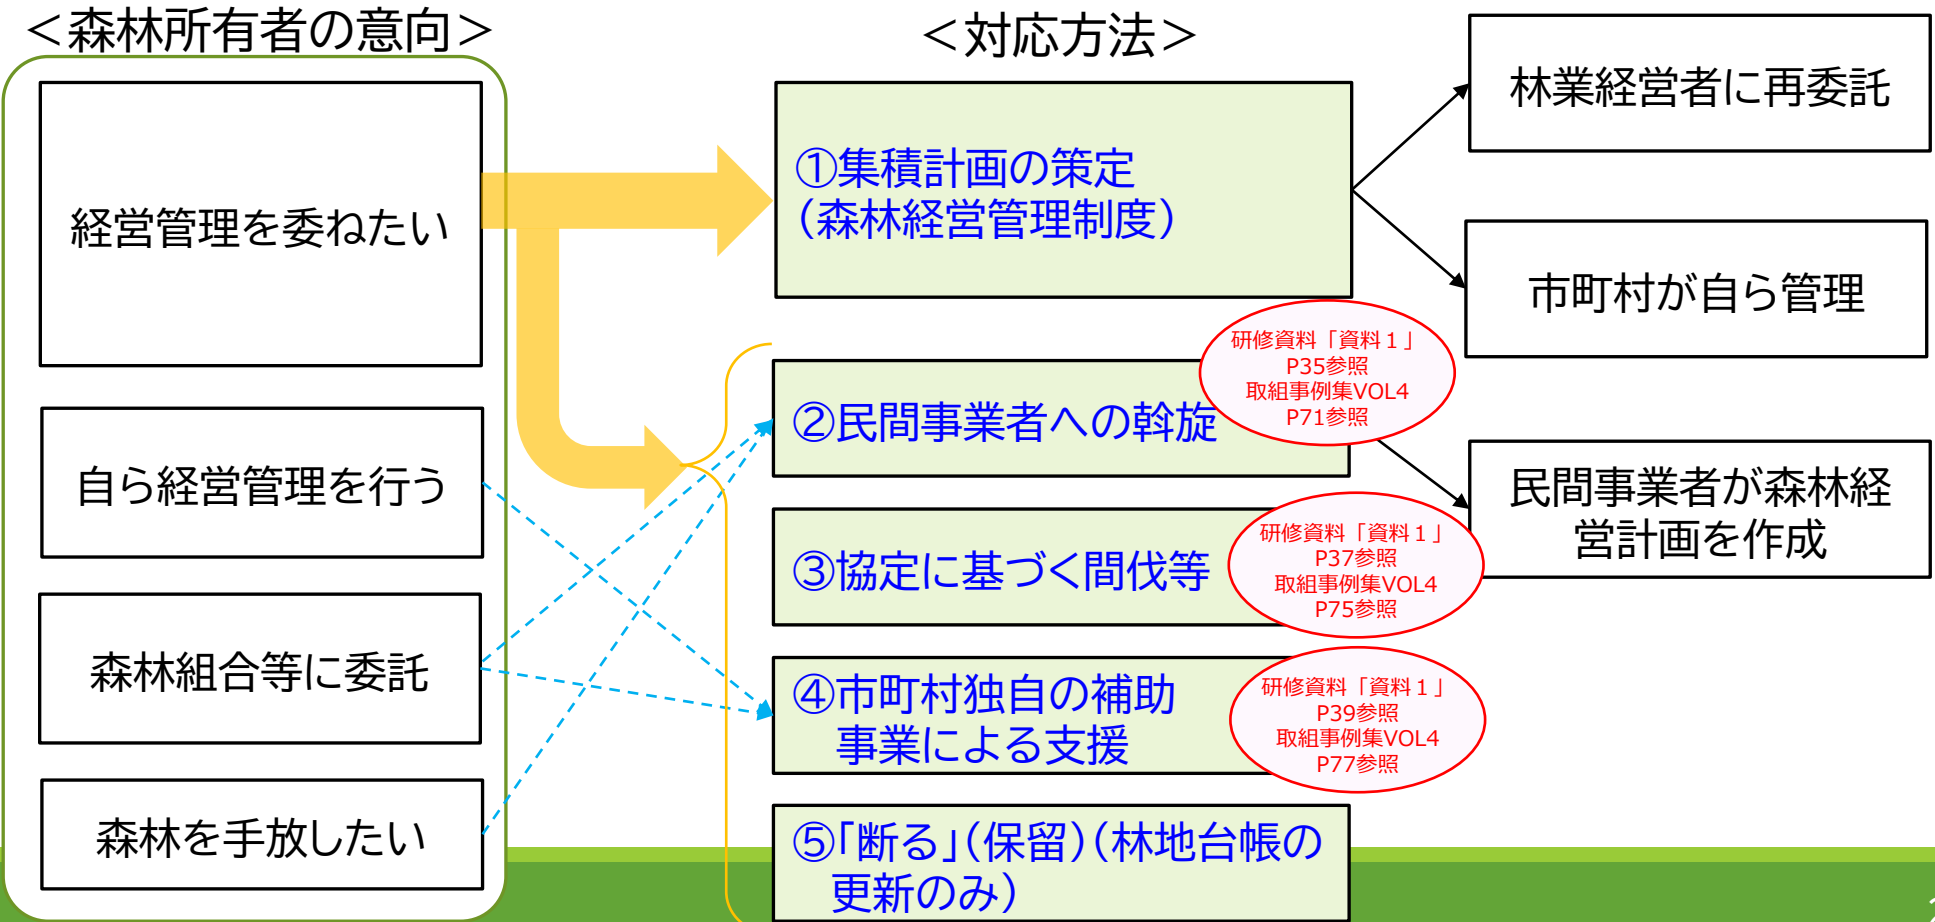 ＜森林所有者の意向＞
経営管理を委ねたい
自ら経営管理を行う
森林組合等に委託
森林を手放したい
＜対応方法＞
①集積計画の策定
（森林経営管理制度）
②民間事業者への斡旋
研修資料「資料１」
P35参照
取組事例集VOL4
P71参照
③協定に基づく間伐等
研修資料「資料１」
P37参照
取組事例集VOL4
P75参照
④市町村独自の補助
事業による支援
研修資料「資料１」
P39参照
取組事例集VOL4
P77参照
⑤「断る」（保留）（林地台帳の
更新のみ）
林業経営者に再委託
市町村が自ら管理
民間事業者が森林経
営計画を作成